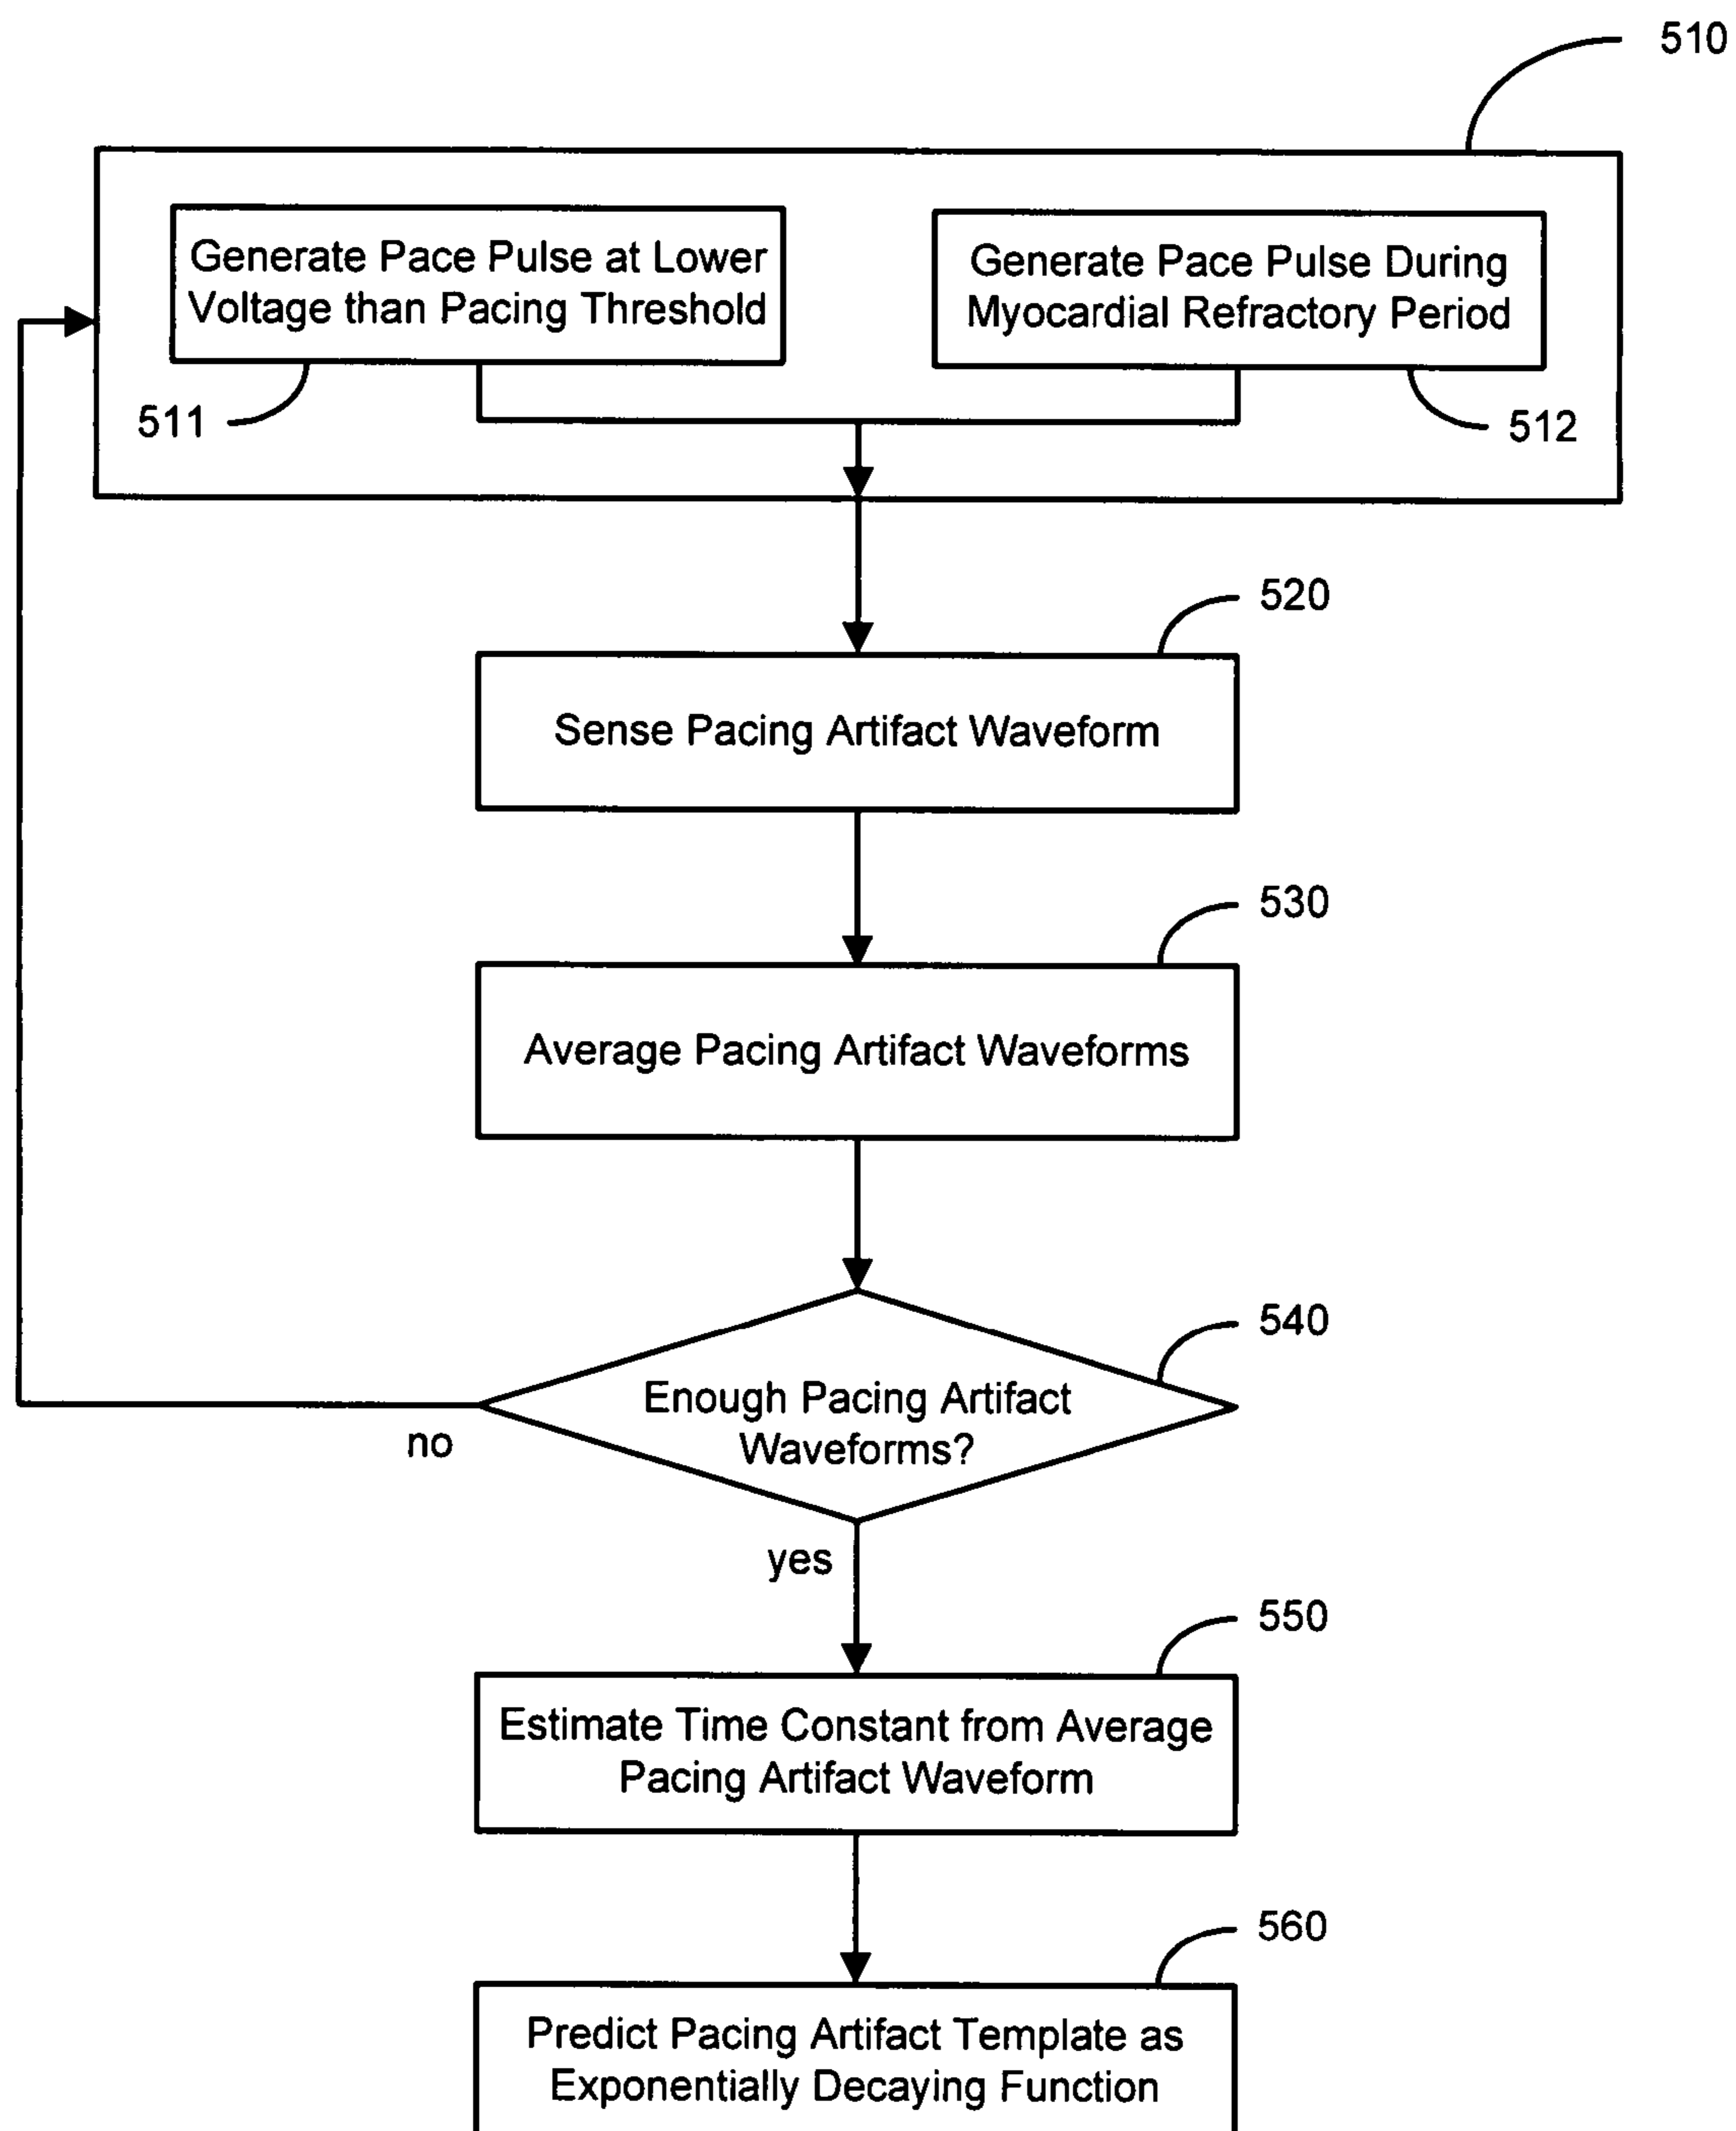 510
Generate Pace Pulse at Lower
Voltage than Pacing Threshold
Generate Pace Pulse During
Myocardial Refractory Period
511
512
520
Sense Pacing Artifact Waveform
530
Average Pacing Artifact Waveforms
540
Enough Pacing Artifact
Waveforms?
no
yes
550
Estimate Time Constant from Average
Pacing Artifact Waveform
560
Predict Pacing Artifact Template as
Exponentially Decaying Function